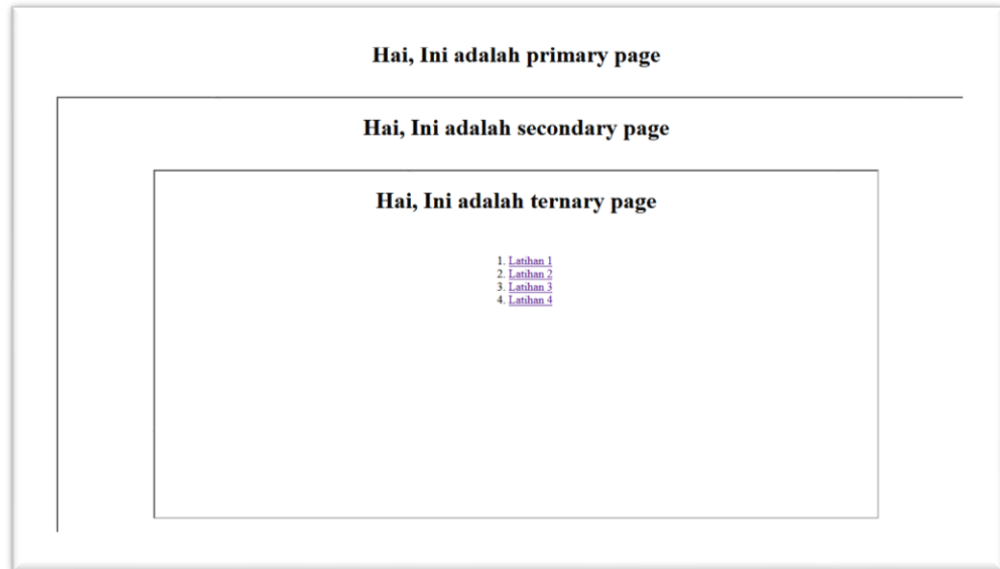 Hai, Ini adalah primary page
Hai, Ini adalah secondary page
Hai, Ini adalah ternary page
1. Latihan 1
2. Latihan 2
3. Latihan 3
4. Latihan 4